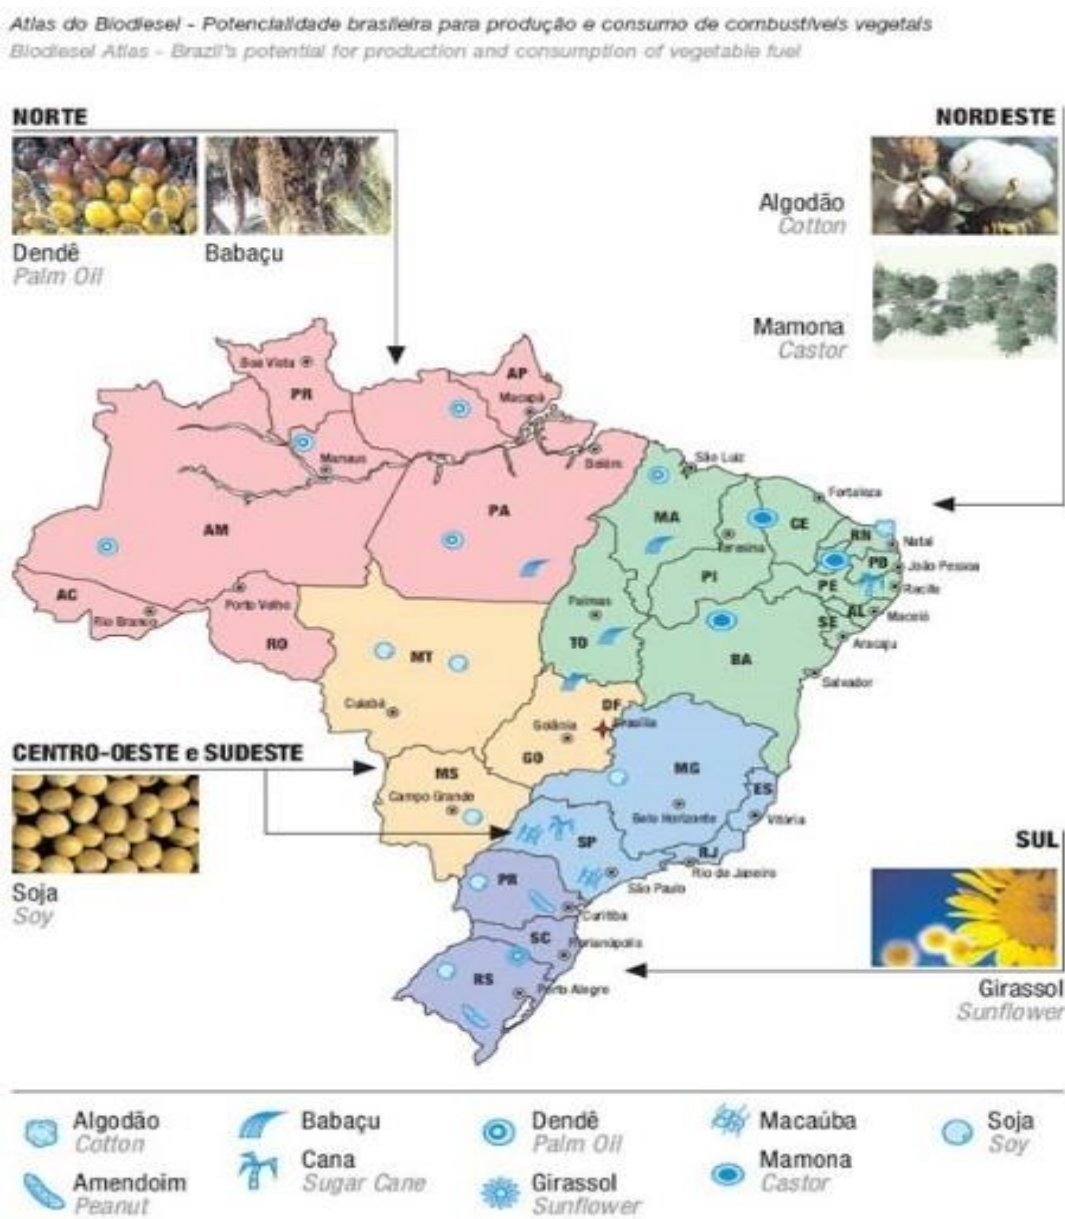 Atlas do Biodiesel - Potencialidade brasileira para produção e consumo de combustíveis vegetais
Biodiesel Atlas - Brazil's potential for production and consumption of vegetable fuel
NORTE
NORDESTE
Algodão
Cotton
Dendê
Palm Oil
Babaçu
Mamona
Castor
Boa Vista
PR
AP
Macapá
Manaus
Belém
São Luiz
Fortaleza
AM
PA
MA
CE
RN
Natal
Teresina
PI
PB
João Pessoa
PE
Recife
AC
Rio Branco
Porto Velho
RO
Palmas
TO
AL
Maceió
SE
Aracaju
BA
Salvador
MT
Cuiabá
DF
Brasília
Goiânia
GO
CENTRO-OESTE e SUDESTE
MS
Campo Grande
MG
Belo Horizonte
ES
Vitória
SP
RJ
Rio de Janeiro
São Paulo
SUL
Soja
Soy
PR
Curitiba
SC
Florianópolis
RS
Porto Alegre
Girassol
Sunflower
Algodão
Cotton
Babaçu
Dendê
Palm Oil
Macaúba
Soja
Soy
Amendoim
Peanut
Cana
Sugar Cane
Girassol
Sunflower
Mamona
Castor